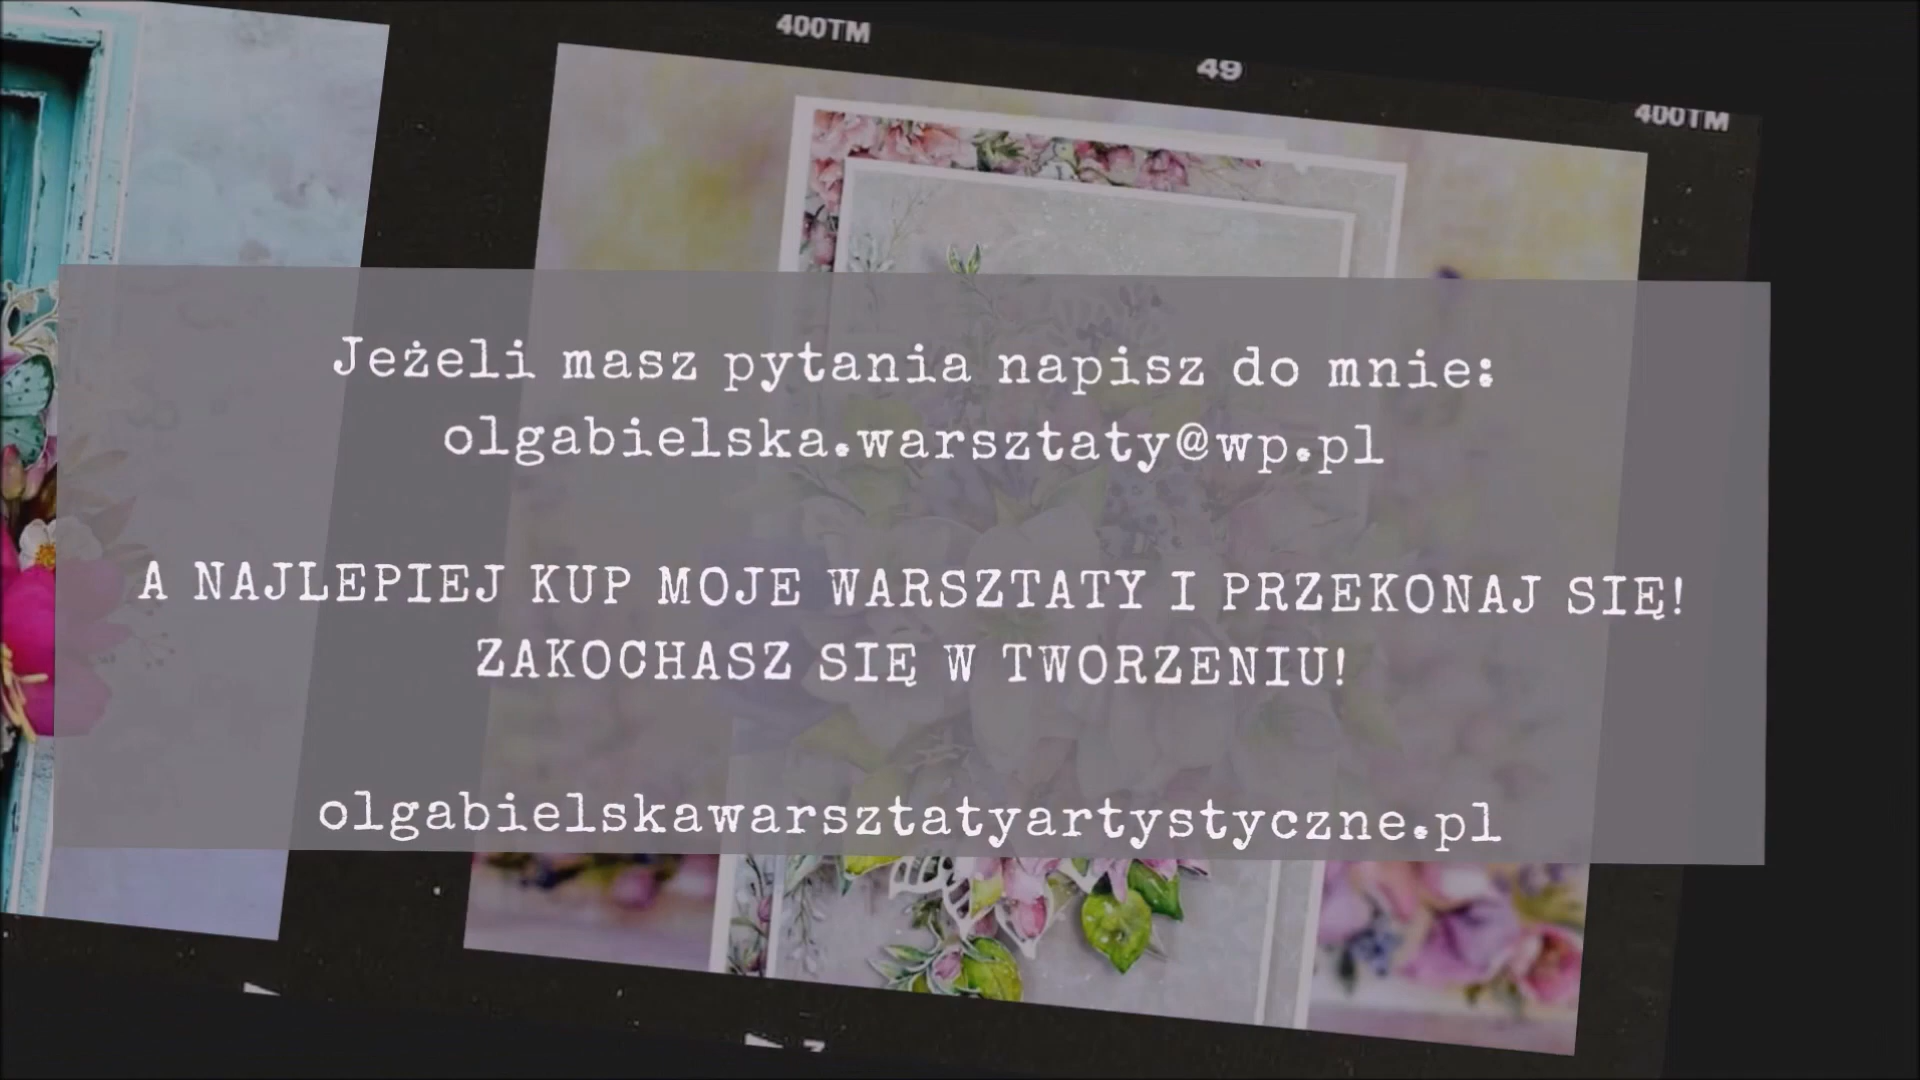 400TM
49
400TM
Jeżeli masz pytania napisz do mnie:
olgabielska.warsztaty@wp.pl
A NAJLEPIEJ KUP MOJE WARSZTATY I PRZEKONAJ SIĘ!
ZAKOCHASZ SIĘ W TWORZENIU!
olgabielskawarsztatyartystyczne.pl